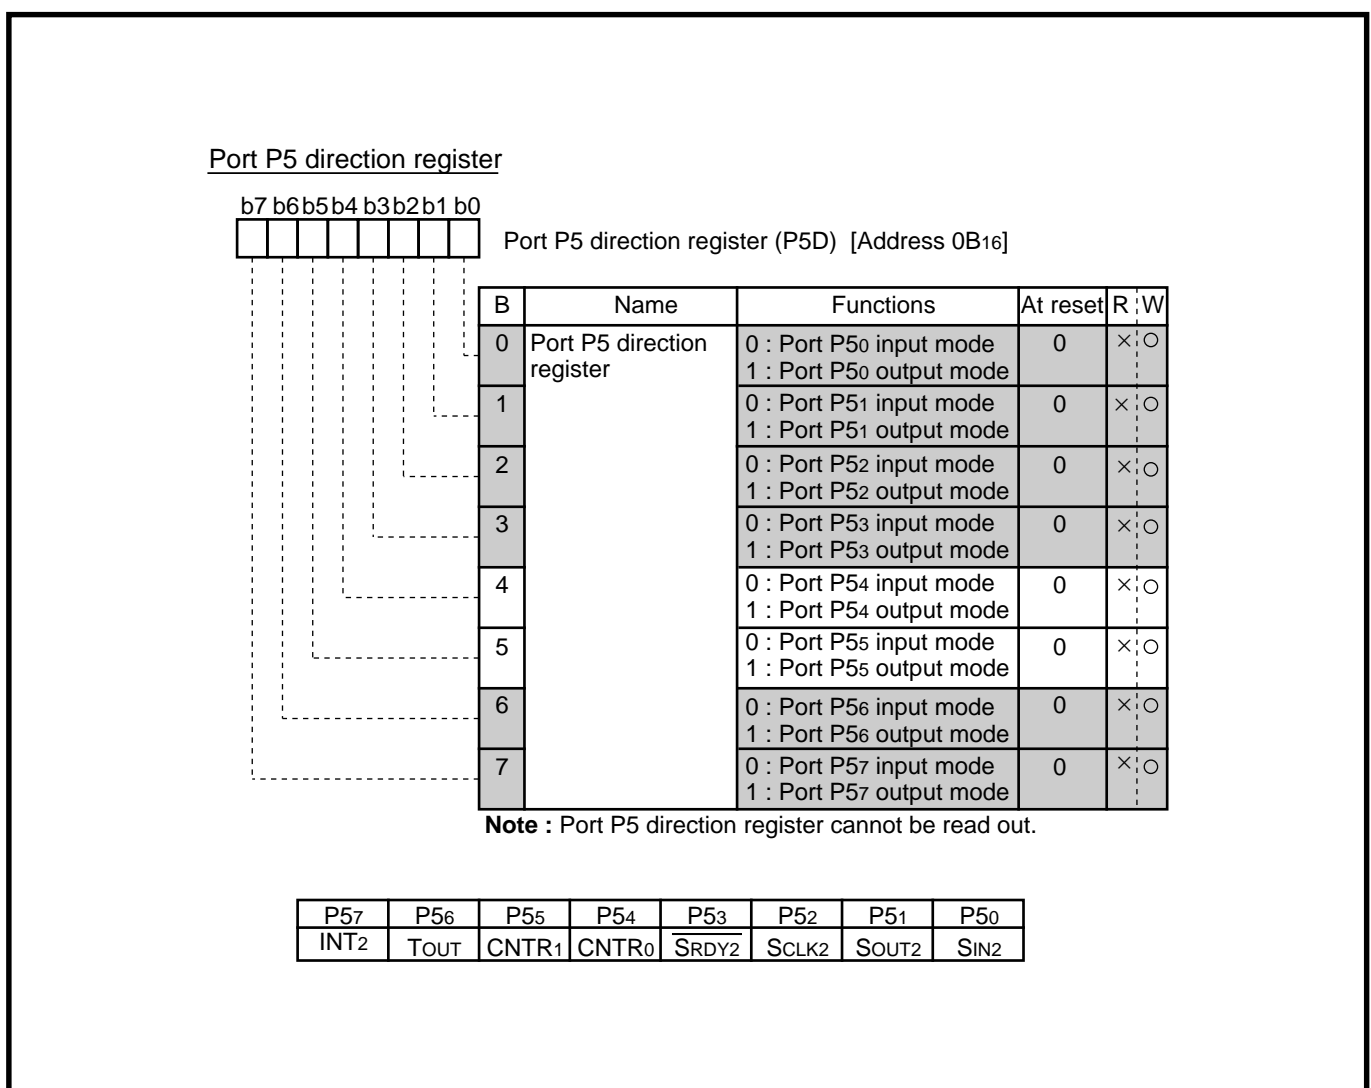 Port P5 direction register
b7 b6 b5 b4 b3 b2 b1 b0
Port P5 direction register (P5D) [Address 0B16]
B Name Functions At reset R W
0 Port P5 direction register 0 : Port P50 input mode 0 × ○
1 : Port P50 output mode
1 0 : Port P51 input mode 0 × ○
1 : Port P51 output mode
2 0 : Port P52 input mode 0 × ○
1 : Port P52 output mode
3 0 : Port P53 input mode 0 × ○
1 : Port P53 output mode
4 0 : Port P54 input mode 0 × ○
1 : Port P54 output mode
5 0 : Port P55 input mode 0 × ○
1 : Port P55 output mode
6 0 : Port P56 input mode 0 × ○
1 : Port P56 output mode
7 0 : Port P57 input mode 0 × ○
1 : Port P57 output mode
Note : Port P5 direction register cannot be read out.
P57 P56 P55 P54 P53 P52 P51 P50
INT2 TOUT CNTR1 CNTR0 S̅R̅D̅Y̅2̅ SCLK2 SOUT2 SIN2